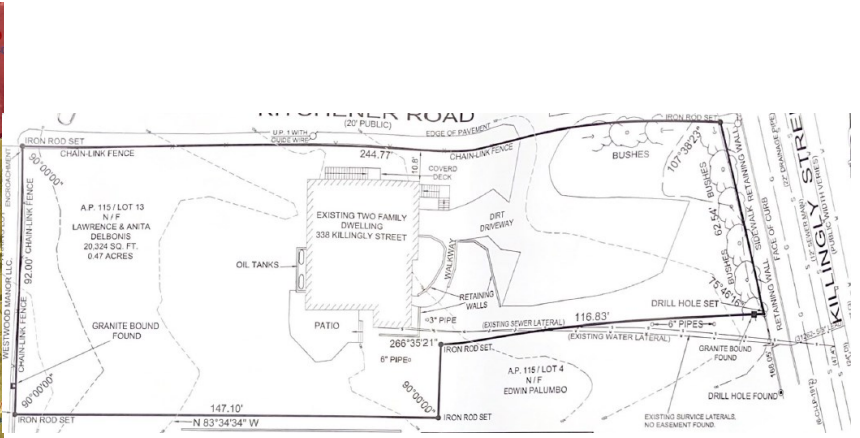 KITCHENER ROAD
(20' PUBLIC)
IRON ROD SET
U.P. 1 WITH
GUIDE WIRE
EDGE OF PAVEMENT
IRON ROD SET
CHAIN-LINK FENCE
244.77'
CHAIN-LINK FENCE
10.8'
BUSHES
107°38'23"
90°00'00"
COVERD
DECK
A.P. 115 / LOT 13
N / F
LAWRENCE & ANITA
DELBONIS
20,324 SQ. FT.
0.47 ACRES
EXISTING TWO FAMILY
DWELLING
338 KILLINGLY STREET
DIRT
DRIVEWAY
62.54'
BUSHES
BUSHES
SIDEWALK RETAINING WALL
FACE OF CURB
RETAINING WALL
KILLINGLY STREET
ENCROACHMENT
WESTWOOD MANOR LLC.
92.00' CHAIN-LINK FENCE
CHAIN-LINK FENCE
OIL TANKS
WALKWAY
RETAINING
WALLS
75°46'16"
DRILL HOLE SET
GRANITE BOUND
FOUND
PATIO
3" PIPE
(EXISTING SEWER LATERAL)
116.83'
6" PIPES
266°35'21"
(EXISTING WATER LATERAL)
6" PIPE
IRON ROD SET
GRANITE BOUND
FOUND
A.P. 115 / LOT 4
N / F
EDWIN PALUMBO
90°00'00"
90°00'00"
DRILL HOLE FOUND
147.10'
IRON ROD SET
IRON ROD SET
N 83°34'34" W
EXISTING SURVICE LATERALS,
NO EASEMENT FOUND.